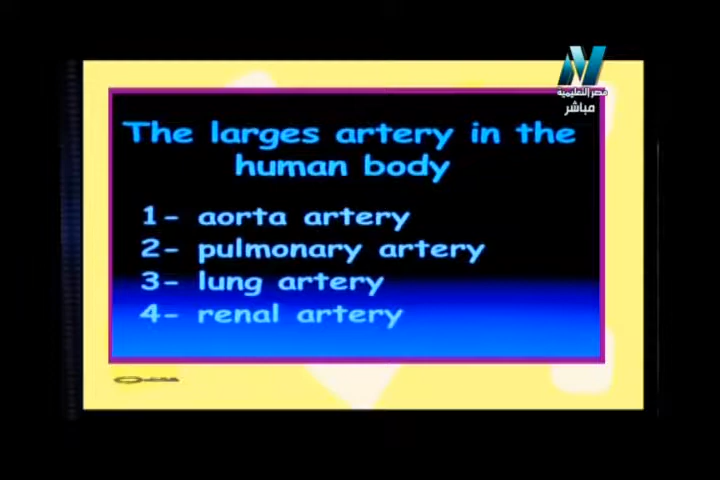 مصر التعليمية
مباشر
The larges artery in the
human body
1- aorta artery
2- pulmonary artery
3- lung artery
4- renal artery